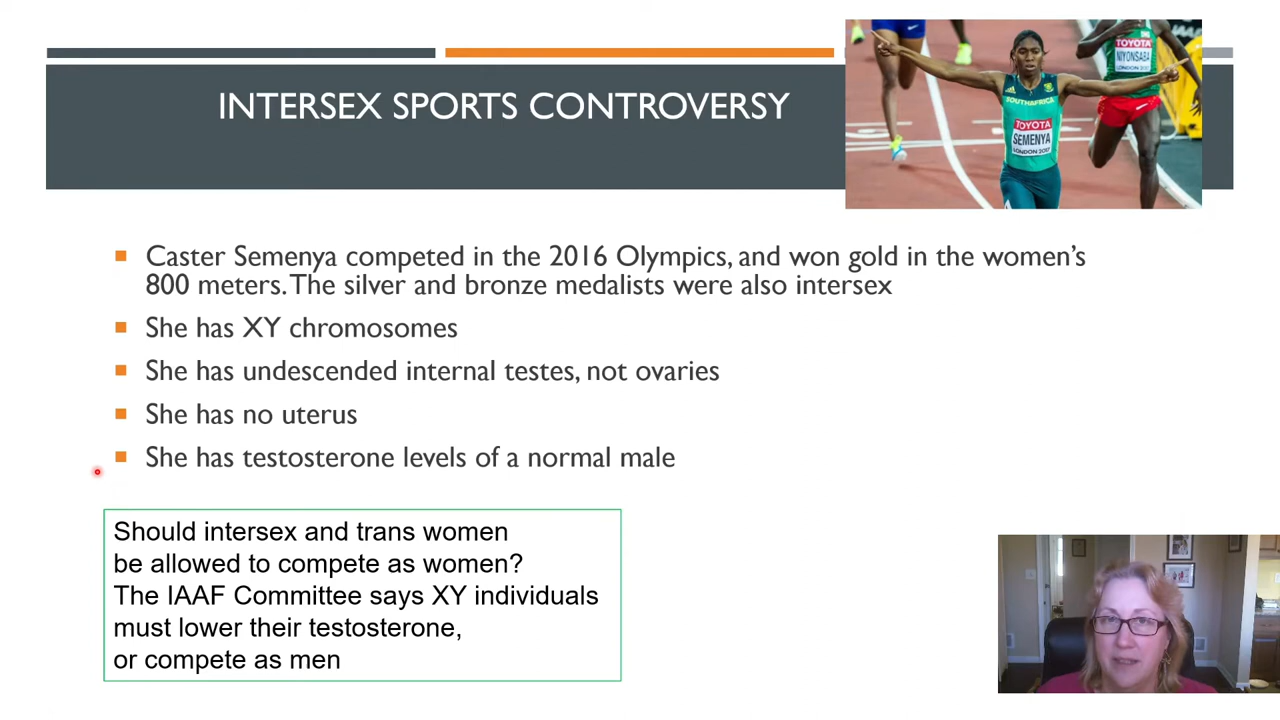 INTERSEX SPORTS CONTROVERSY
TOYOTA
NIYONSABA
LONDON 2017
SOUTH AFRICA
TOYOTA
SEMENYA
LONDON 2017
Caster Semenya competed in the 2016 Olympics, and won gold in the women's
800 meters. The silver and bronze medalists were also intersex
She has XY chromosomes
She has undescended internal testes, not ovaries
She has no uterus
She has testosterone levels of a normal male
Should intersex and trans women
be allowed to compete as women?
The IAAF Committee says XY individuals
must lower their testosterone,
or compete as men